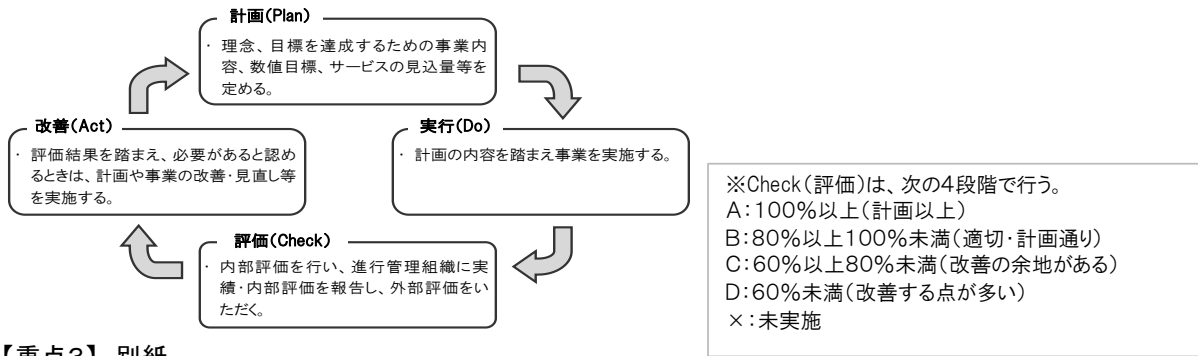 計画(Plan)
・ 理念、目標を達成するための事業内
容、数値目標、サービスの見込量等を
定める。
改善(Act)
・ 評価結果を踏まえ、必要があると認め
るときは、計画や事業の改善・見直し等
を実施する。
実行(Do)
・ 計画の内容を踏まえ事業を実施する。
評価(Check)
・ 内部評価を行い、進行管理組織に実
績・内部評価を報告し、外部評価をい
ただく。
※Check(評価)は、次の4段階で行う。
A:100%以上(計画以上)
B:80%以上100%未満(適切・計画通り)
C:60%以上80%未満(改善の余地がある)
D:60%未満(改善する点が多い)
×:未実施